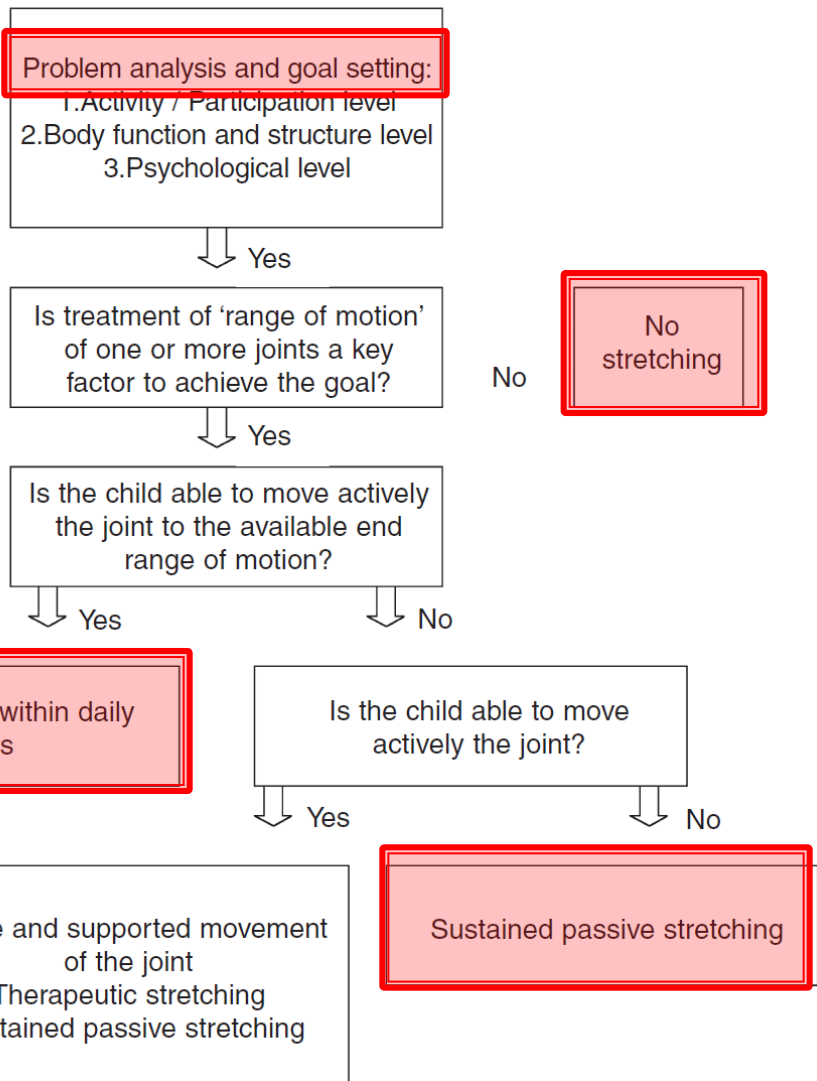 Problem analysis and goal setting:
1.Activity / Participation level
2.Body function and structure level
3.Psychological level
Yes
Is treatment of ‘range of motion’
of one or more joints a key
factor to achieve the goal?
No
No
stretching
Yes
Is the child able to move actively
the joint to the available end
range of motion?
Yes
No
within daily
Is the child able to move
actively the joint?
Yes
No
and supported movement
of the joint
Therapeutic stretching
passive stretching
Sustained passive stretching